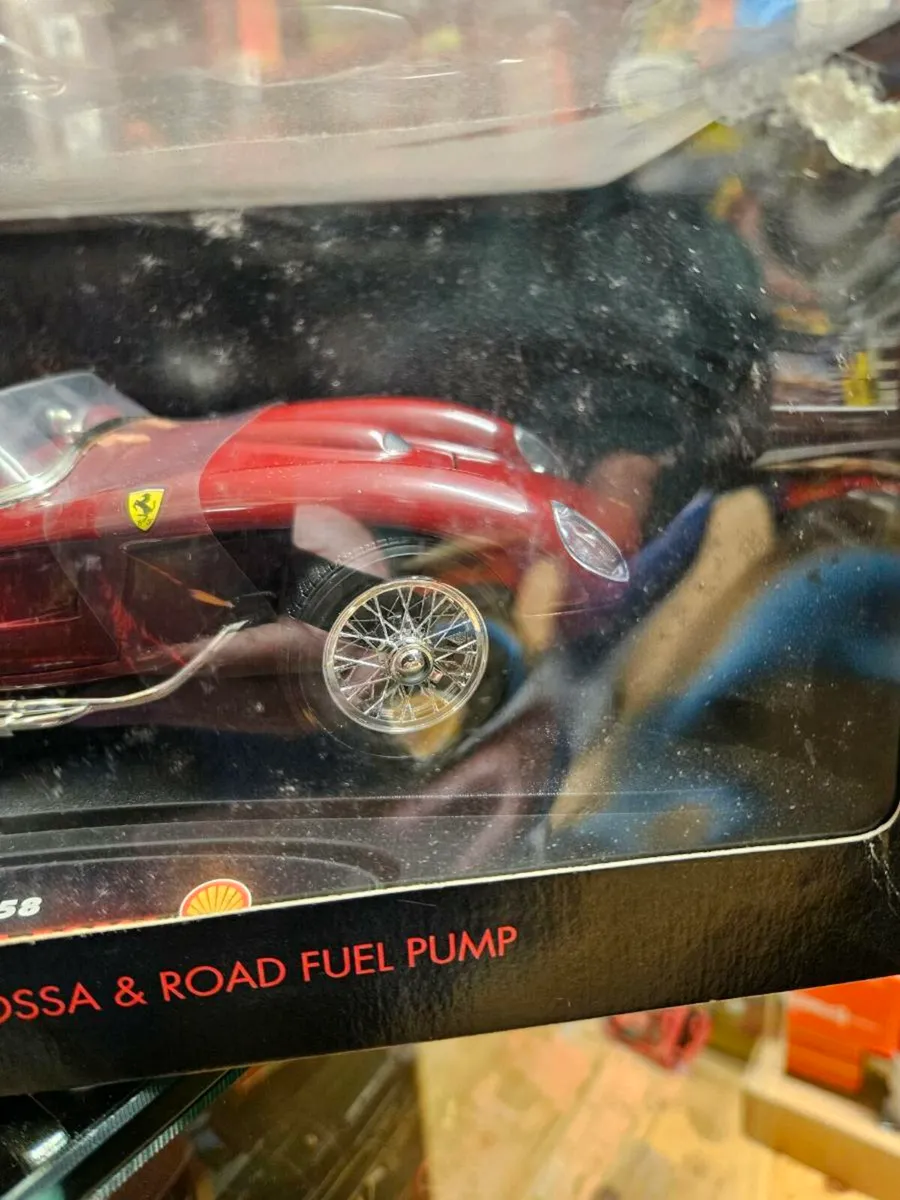 58
OSSA & ROAD FUEL PUMP